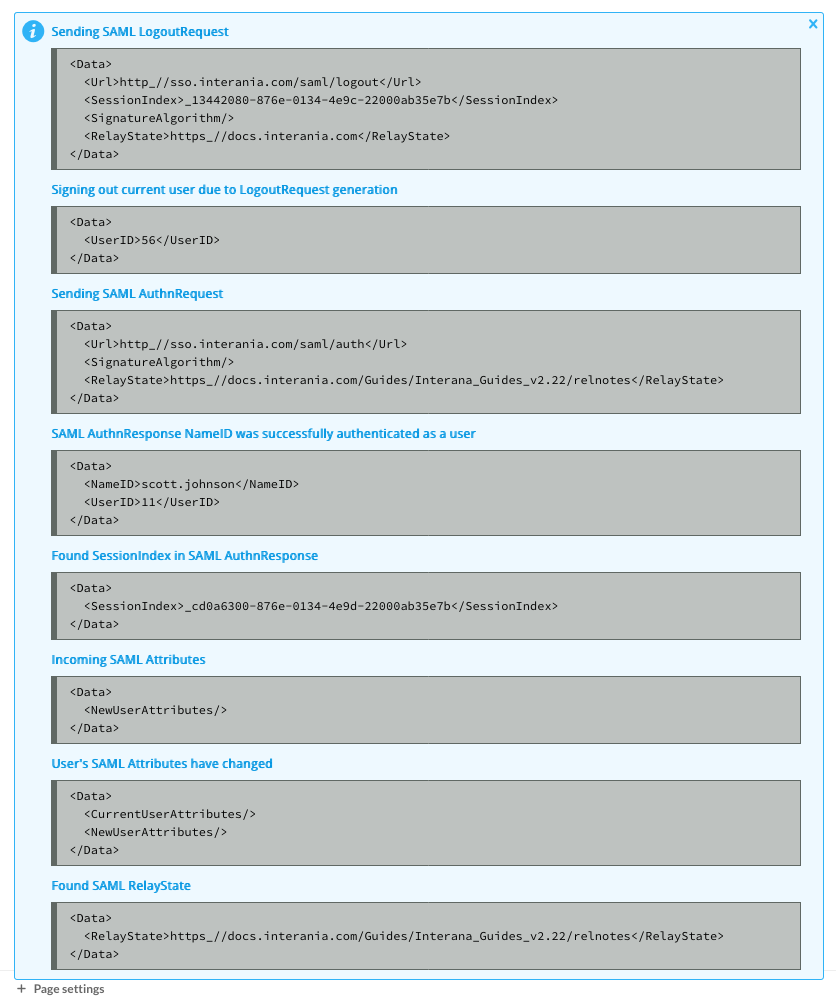 Sending SAML LogoutRequest
<Data>
<Url>http_//sso.interania.com/saml/logout</Url>
<SessionIndex>_13442080-876e-0134-4e9c-22000ab35e7b</SessionIndex>
<SignatureAlgorithm/>
<RelayState>https_//docs.interania.com</RelayState>
</Data>
Signing out current user due to LogoutRequest generation
<Data>
<UserID>56</UserID>
</Data>
Sending SAML AuthnRequest
<Data>
<Url>http_//sso.interania.com/saml/auth</Url>
<SignatureAlgorithm/>
<RelayState>https_//docs.interania.com/Guides/Interana_Guides_v2.22/relnotes</RelayState>
</Data>
SAML AuthnResponse NameID was successfully authenticated as a user
<Data>
<NameID>scott.johnson</NameID>
<UserID>11</UserID>
</Data>
Found SessionIndex in SAML AuthnResponse
<Data>
<SessionIndex>_cd0a6300-876e-0134-4e9d-22000ab35e7b</SessionIndex>
</Data>
Incoming SAML Attributes
<Data>
<NewUserAttributes/>
</Data>
User's SAML Attributes have changed
<Data>
<CurrentUserAttributes/>
<NewUserAttributes/>
</Data>
Found SAML RelayState
<Data>
<RelayState>https_//docs.interania.com/Guides/Interana_Guides_v2.22/relnotes</RelayState>
</Data>
+ Page settings